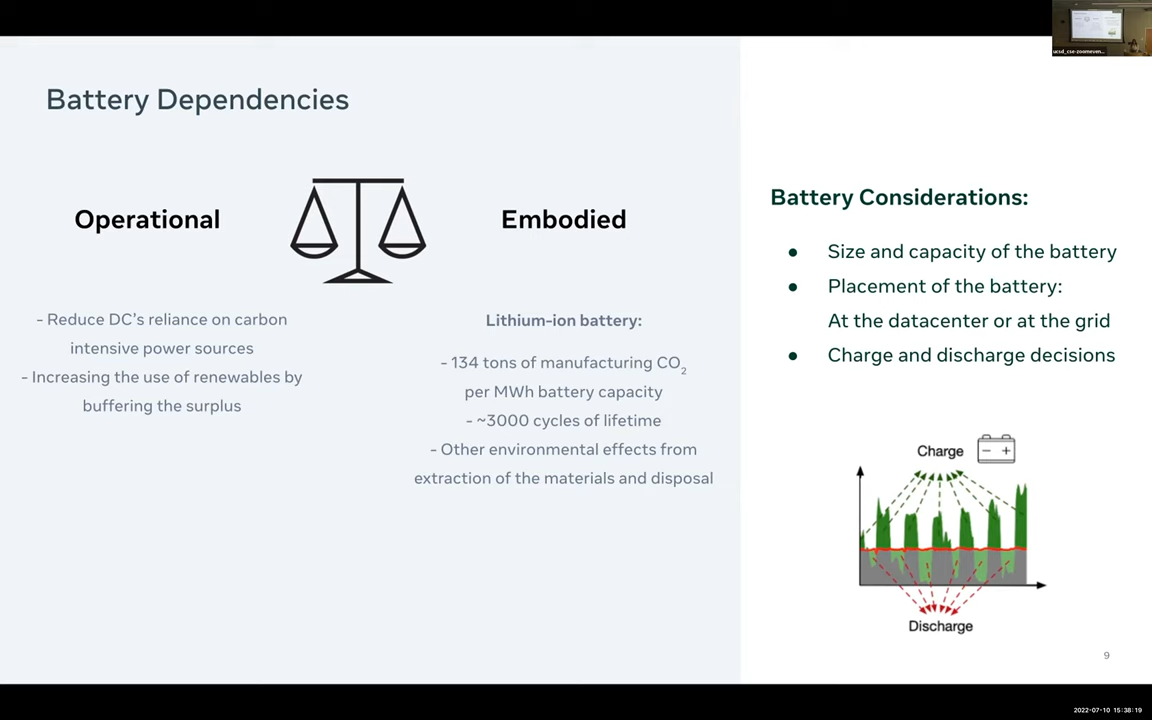 ucsd_cse-zoomeven...
Battery Dependencies
Operational
- Reduce DC's reliance on carbon
intensive power sources
- Increasing the use of renewables by
buffering the surplus
Embodied
Lithium-ion battery:
- 134 tons of manufacturing CO2
per MWh battery capacity
- ~3000 cycles of lifetime
- Other environmental effects from
extraction of the materials and disposal
Battery Considerations:
● Size and capacity of the battery
● Placement of the battery:
At the datacenter or at the grid
● Charge and discharge decisions
Charge
- +
Discharge
9
2022-07-10 15:38:19